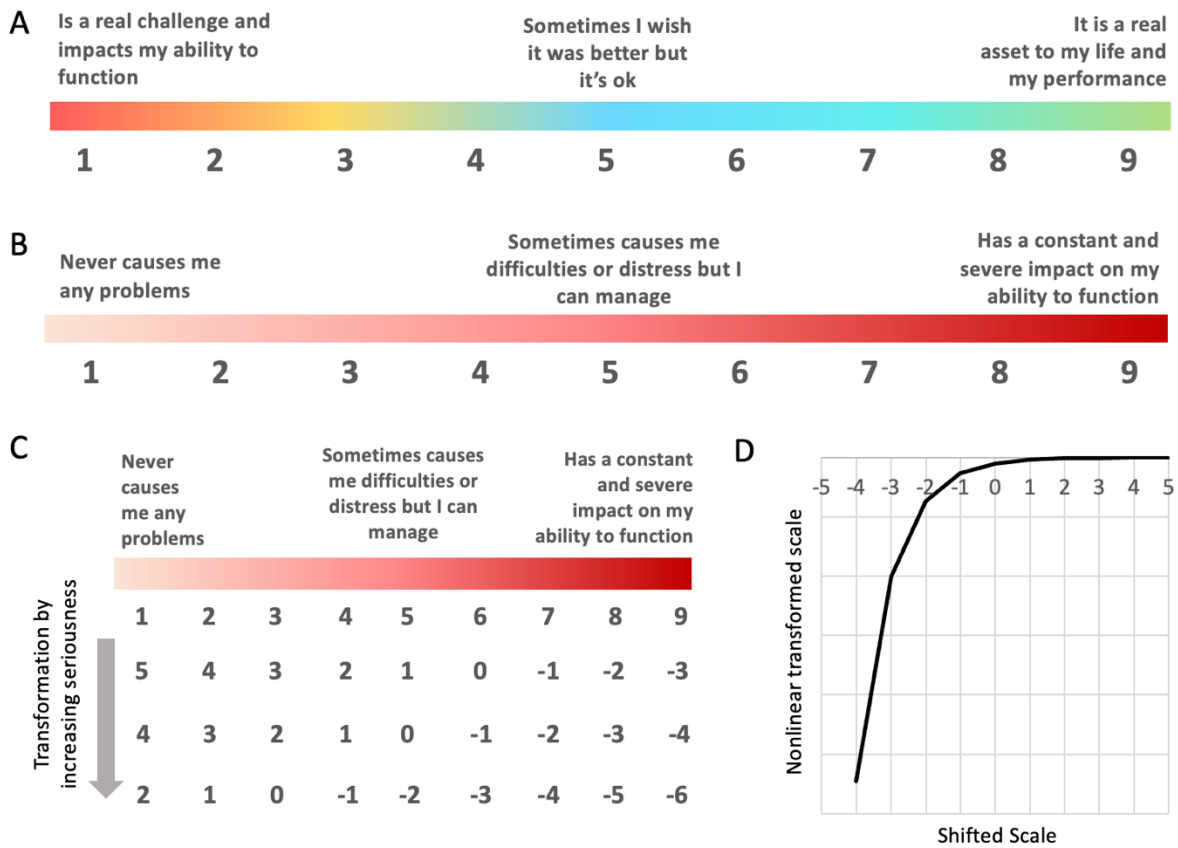 A
Is a real challenge and
impacts my ability to
function
Sometimes I wish
it was better but
it's ok
It is a real
asset to my life and
my performance
1 2 3 4 5 6 7 8 9
B
Never causes me
any problems
Sometimes causes me
difficulties or distress but I
can manage
Has a constant and
severe impact on my
ability to function
1 2 3 4 5 6 7 8 9
C
Never
causes
me any
problems
Sometimes causes
me difficulties or
distress but I can
manage
Has a constant
and severe
impact on my
ability to function
Transformation by
increasing seriousness
1 2 3 4 5 6 7 8 9
5 4 3 2 1 0 -1 -2 -3
4 3 2 1 0 -1 -2 -3 -4
2 1 0 -1 -2 -3 -4 -5 -6
D
-5 -4 -3 -2 -1 0 1 2 3 4 5
Nonlinear transformed scale
Shifted Scale